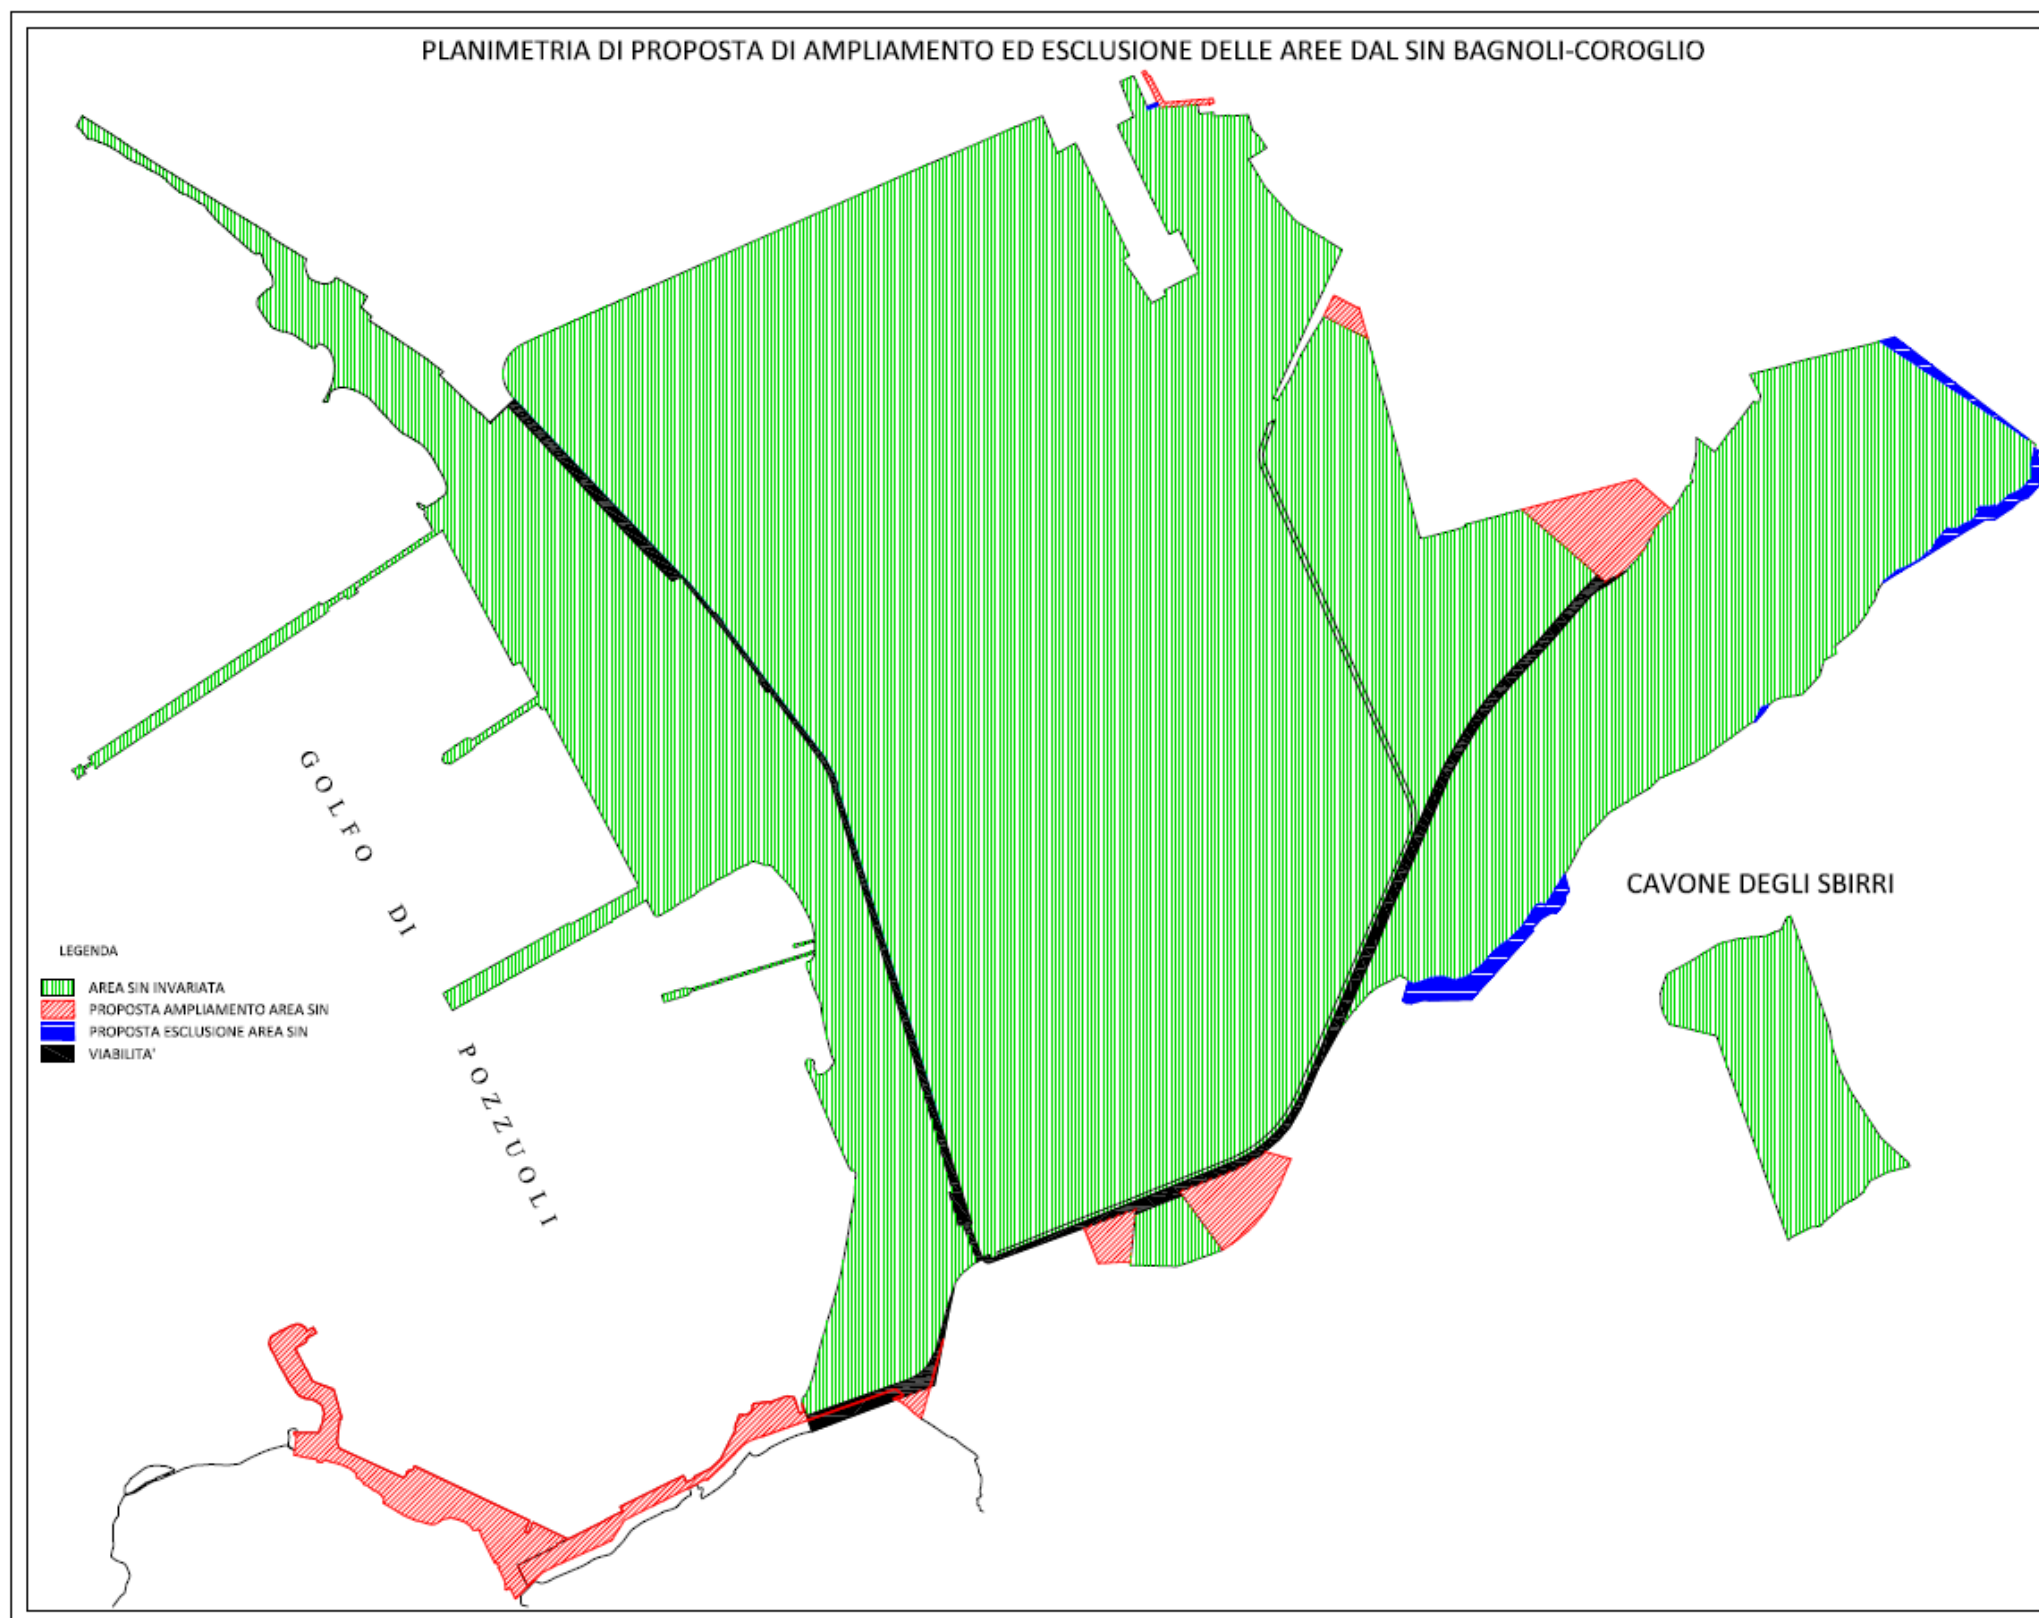 PLANIMETRIA DI PROPOSTA DI AMPLIAMENTO ED ESCLUSIONE DELLE AREE DAL SIN BAGNOLI-COROGLIO
GOLFO DI POZZUOLI
CAVONE DEGLI SBIRRI
LEGENDA
AREA SIN INVARIATA
PROPOSTA AMPLIAMENTO AREA SIN
PROPOSTA ESCLUSIONE AREA SIN
VIABILITA'